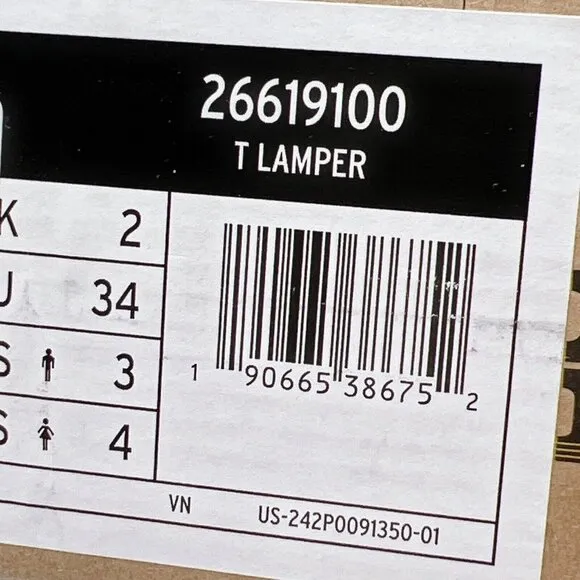 26619100
T LAMPER
K 2
U 34
S 3
S 4
1 90665 38675 2
VN US-242P0091350-01